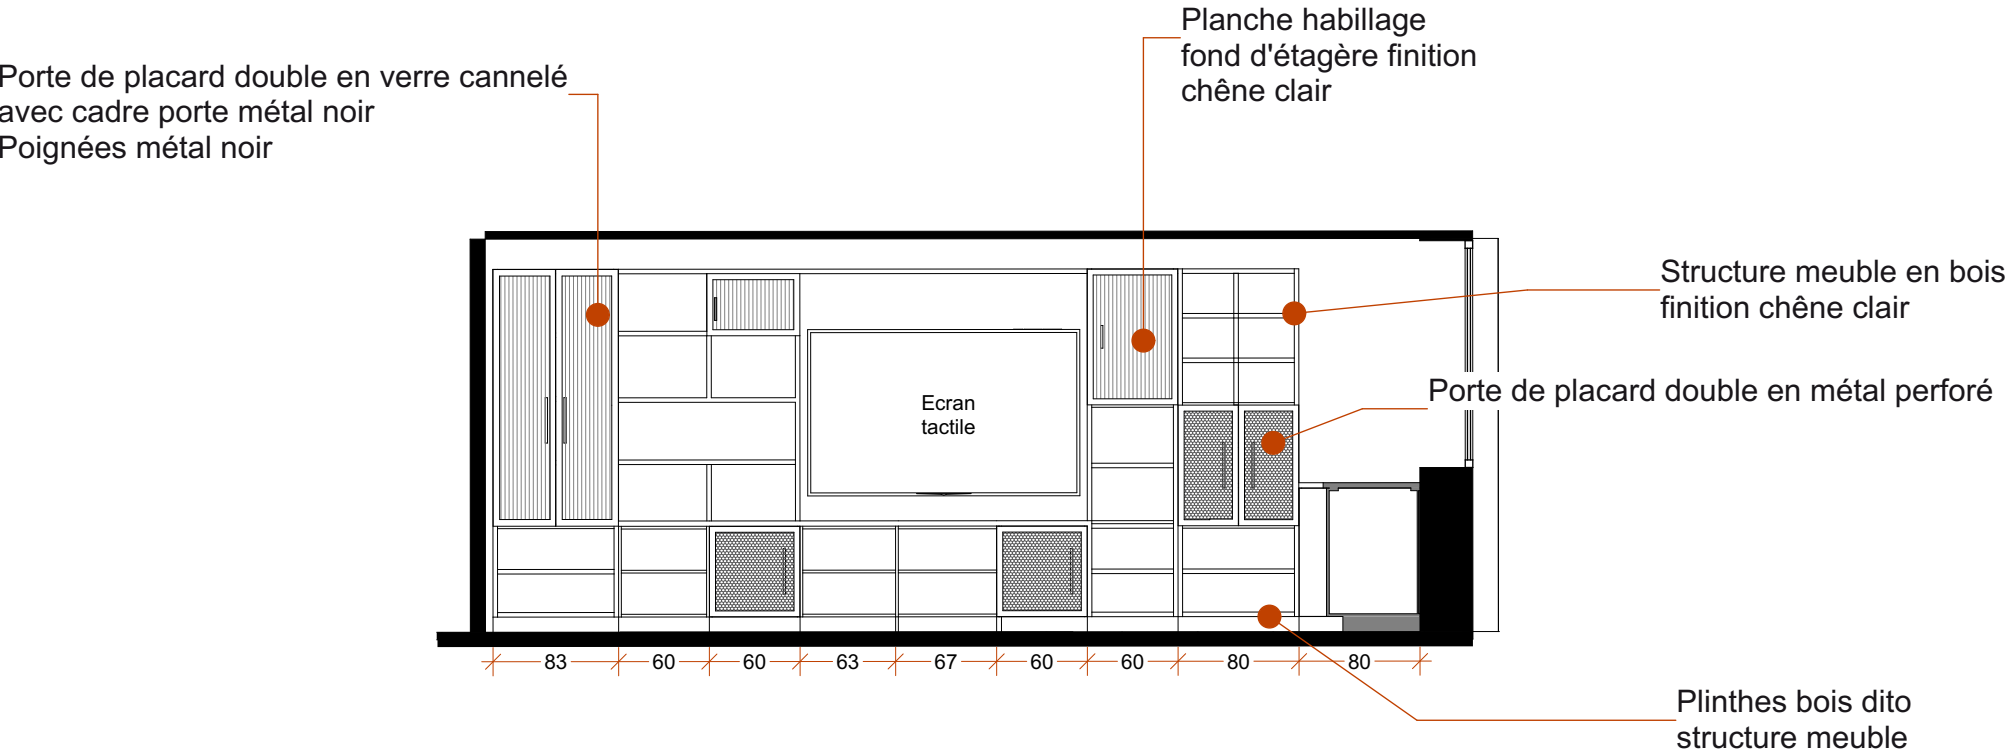 Planche habillage
fond d'étagère finition
chêne clair
Porte de placard double en verre cannelé
avec cadre porte métal noir
Poignées métal noir
Structure meuble en bois
finition chêne clair
Porte de placard double en métal perforé
Ecran
tactile
83 60 60 63 67 60 60 80 80
Plinthes bois dito
structure meuble